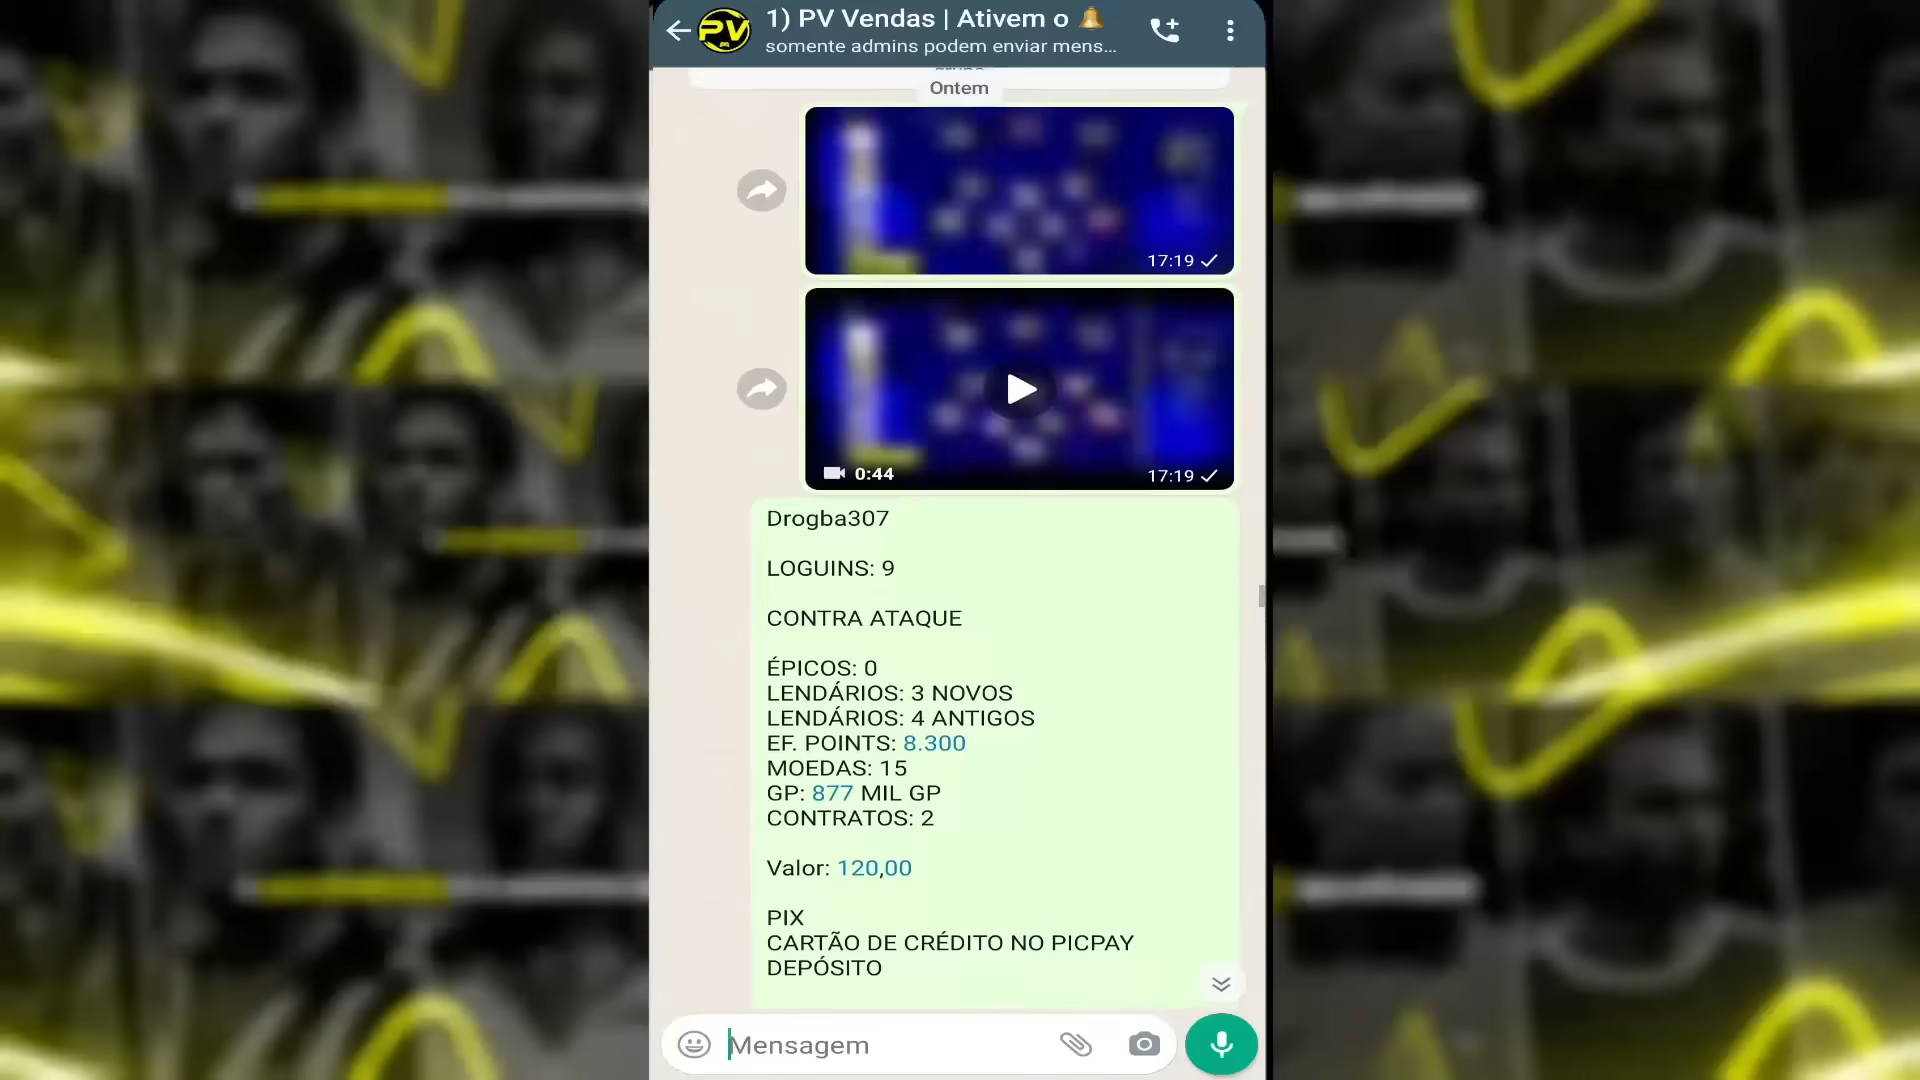 1) PV Vendas | Ativem o 🔔
somente admins podem enviar mens...
PV
Ontem
17:19
0:44
17:19
Drogba307
LOGUINS: 9
CONTRA ATAQUE
ÉPICOS: 0
LENDÁRIOS: 3 NOVOS
LENDÁRIOS: 4 ANTIGOS
EF. POINTS: 8.300
MOEDAS: 15
GP: 877 MIL GP
CONTRATOS: 2
Valor: 120,00
PIX
CARTÃO DE CRÉDITO NO PICPAY
DEPÓSITO
Mensagem